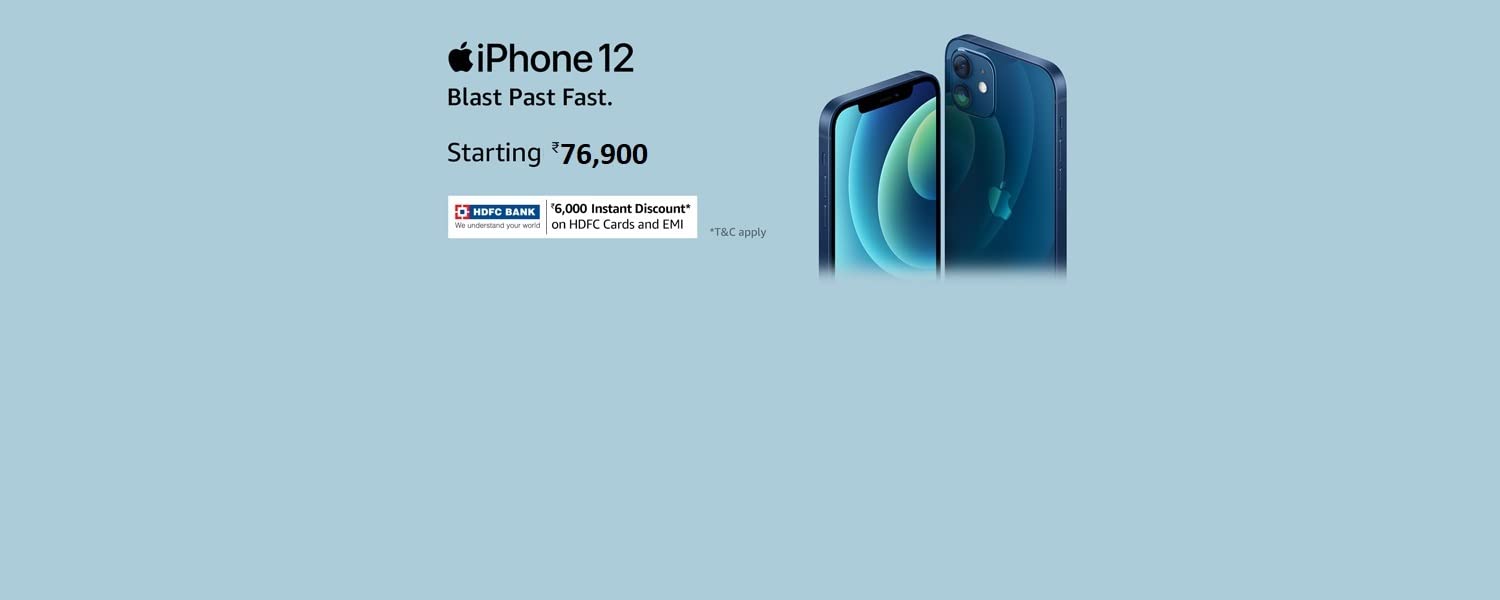 iPhone 12
Blast Past Fast.
Starting ₹76,900
HDFC BANK
We understand your world
₹6,000 Instant Discount*
on HDFC Cards and EMI
*T&C apply